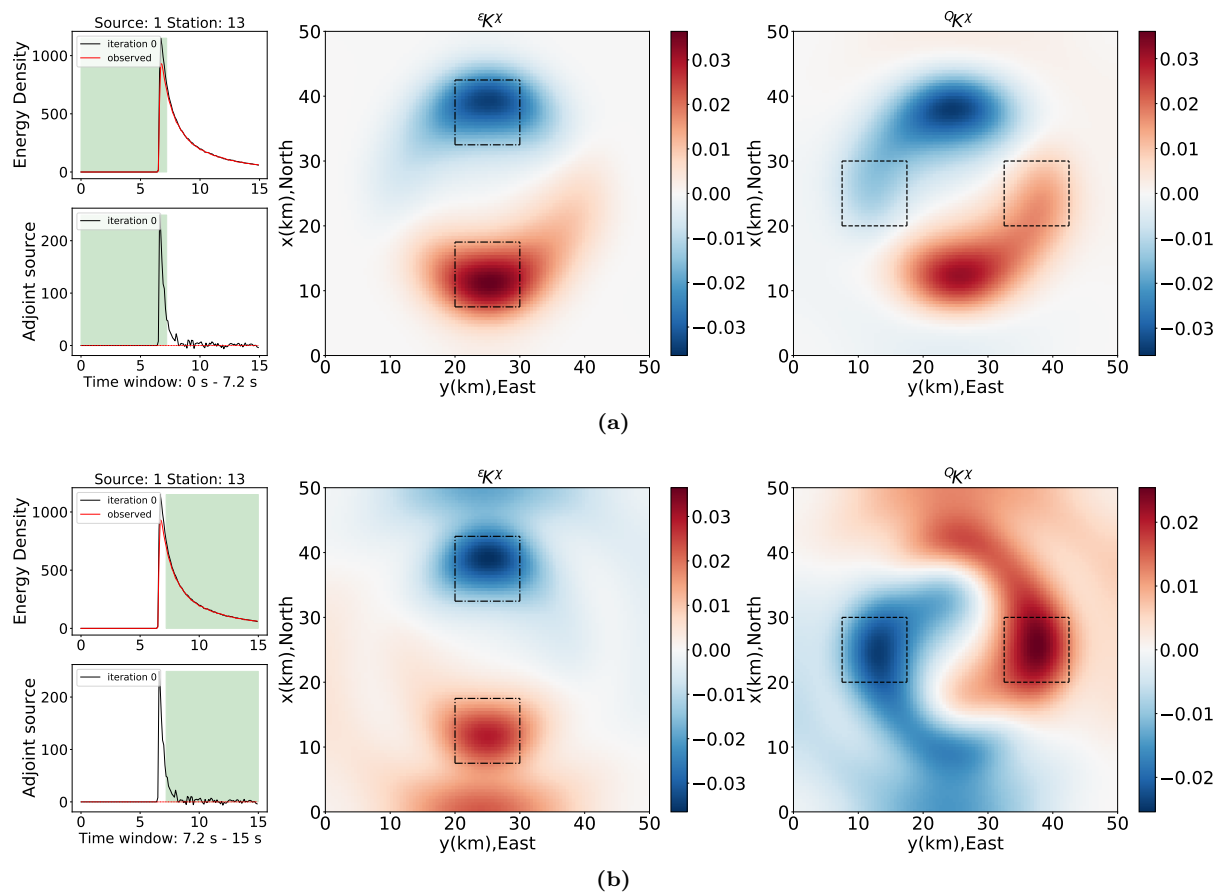 Source: 1 Station: 13
iteration 0
observed
Energy Density
1000
500
0
0 5 10 15
iteration 0
Adjoint source
200
100
0
0 5 10 15
Time window: 0 s - 7.2 s
εKχ
x(km),North
50
40
30
20
10
0
0 10 20 30 40 50
y(km),East
0.03
0.02
0.01
0.00
−0.01
−0.02
−0.03
QKχ
x(km),North
50
40
30
20
10
0
0 10 20 30 40 50
y(km),East
0.03
0.02
0.01
0.00
−0.01
−0.02
−0.03
(a)
Source: 1 Station: 13
iteration 0
observed
Energy Density
1000
500
0
0 5 10 15
iteration 0
Adjoint source
200
100
0
0 5 10 15
Time window: 7.2 s - 15 s
εKχ
x(km),North
50
40
30
20
10
0
0 10 20 30 40 50
y(km),East
0.03
0.02
0.01
0.00
−0.01
−0.02
−0.03
QKχ
x(km),North
50
40
30
20
10
0
0 10 20 30 40 50
y(km),East
0.02
0.01
0.00
−0.01
−0.02
(b)